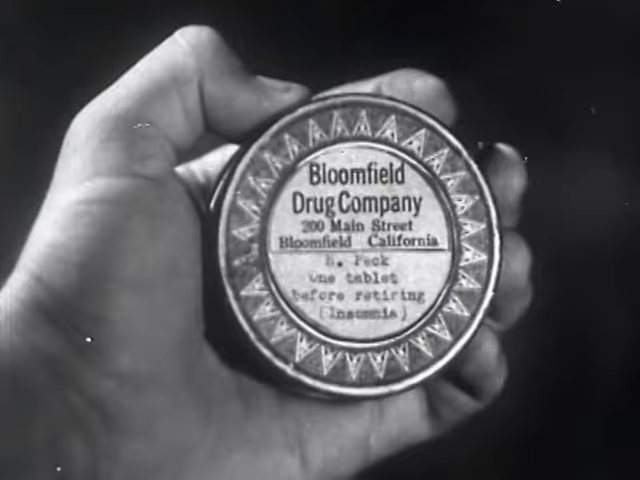 Bloomfield
Drug Company
200 Main Street
Bloomfield California
H. Peck
one tablet
before retiring
(Insomnia)